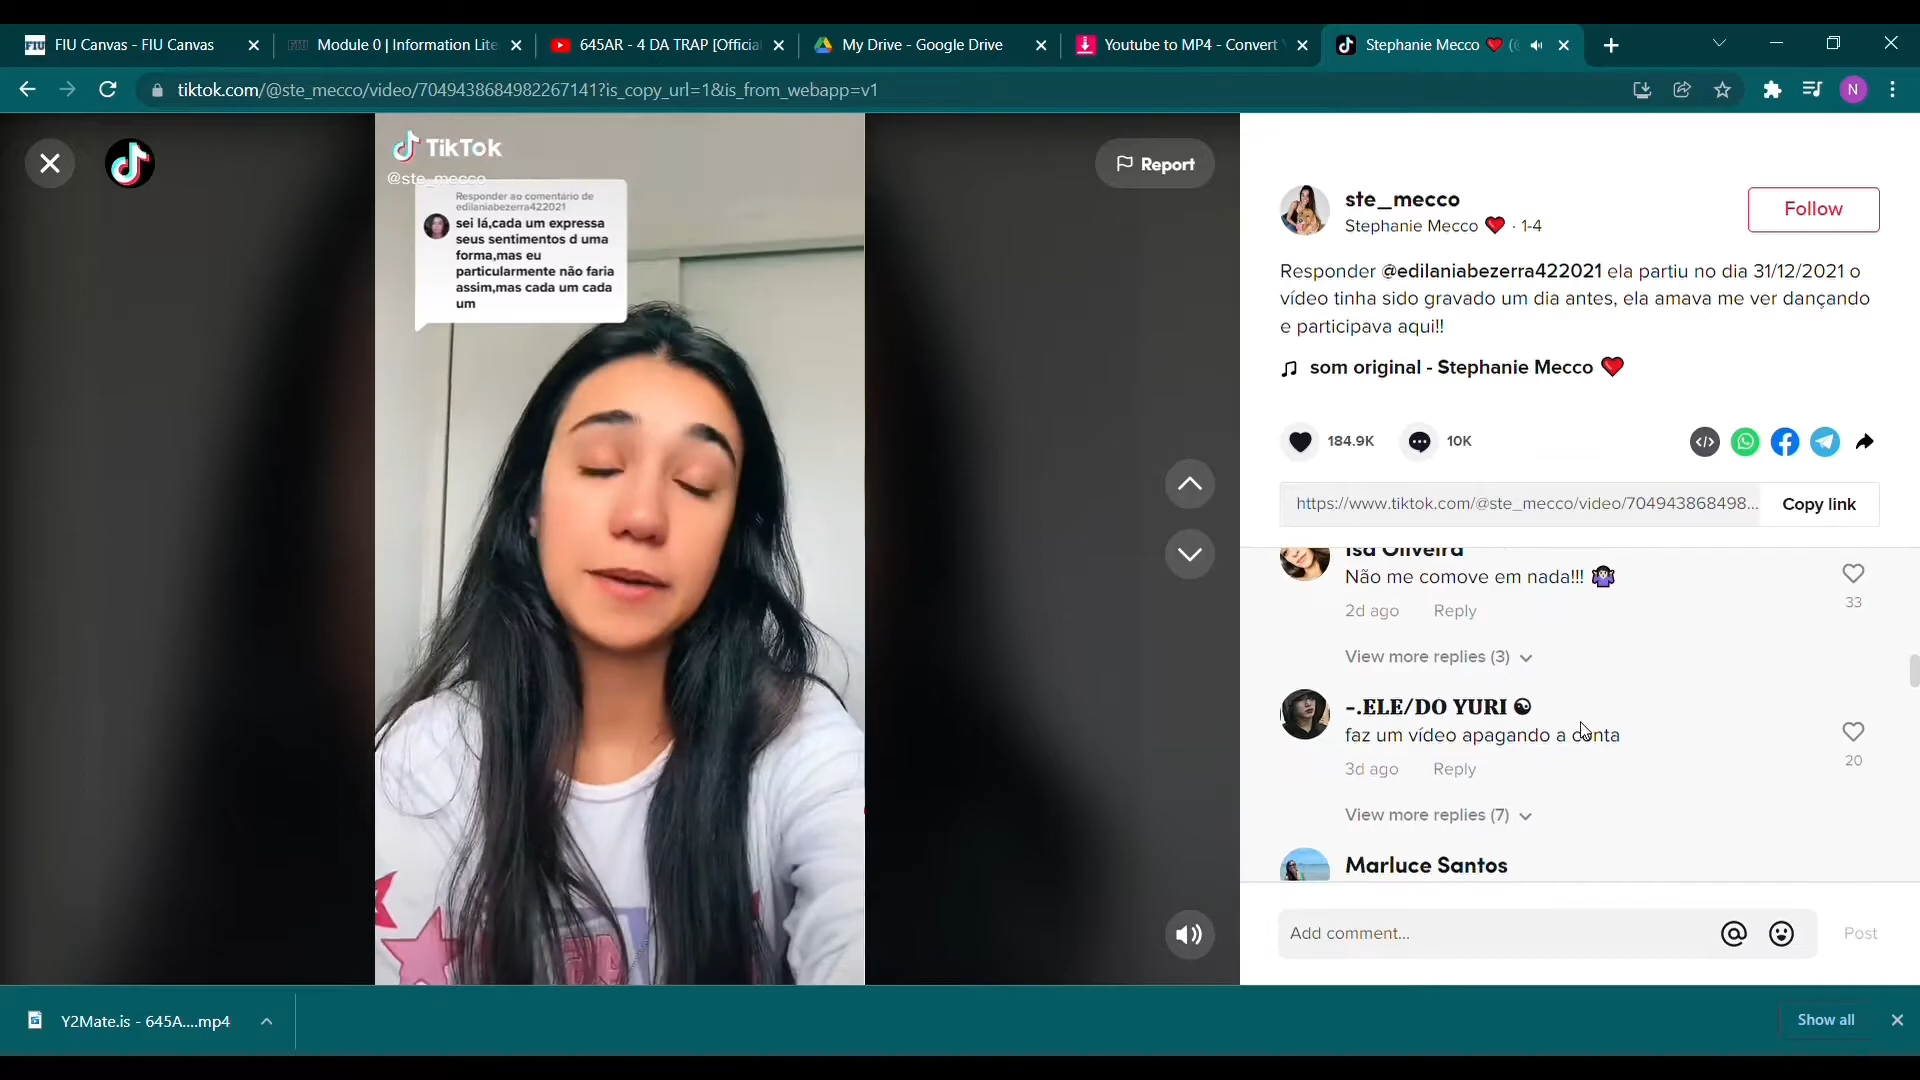 FIU Canvas - FIU Canvas
Module 0 | Information Lite
645AR - 4 DA TRAP [Officia
My Drive - Google Drive
Youtube to MP4 - Convert
Stephanie Mecco ❤️
tiktok.com/@ste_mecco/video/7049438684982267141?is_copy_url=1&is_from_webapp=v1
TikTok
@ste_mecco
Responder ao comentário de
edilaniabezerra422021
sei lá,cada um expressa
seus sentimentos d uma
forma,mas eu
particularmente não faria
assim,mas cada um cada
um
Report
ste_mecco
Stephanie Mecco ❤️ · 1-4
Follow
Responder @edilaniabezerra422021 ela partiu no dia 31/12/2021 o
vídeo tinha sido gravado um dia antes, ela amava me ver dançando
e participava aqui!!
som original - Stephanie Mecco ❤️
184.9K
10K
https://www.tiktok.com/@ste_mecco/video/704943868498...
Copy link
Isa Oliveira
Não me comove em nada!!! 🤷🏻‍♀️
33
2d ago Reply
View more replies (3)
-.ELE/DO YURI ☯
faz um vídeo apagando a conta
20
3d ago Reply
View more replies (7)
Marluce Santos
Add comment...
Post
Y2Mate.is - 645A....mp4
Show all